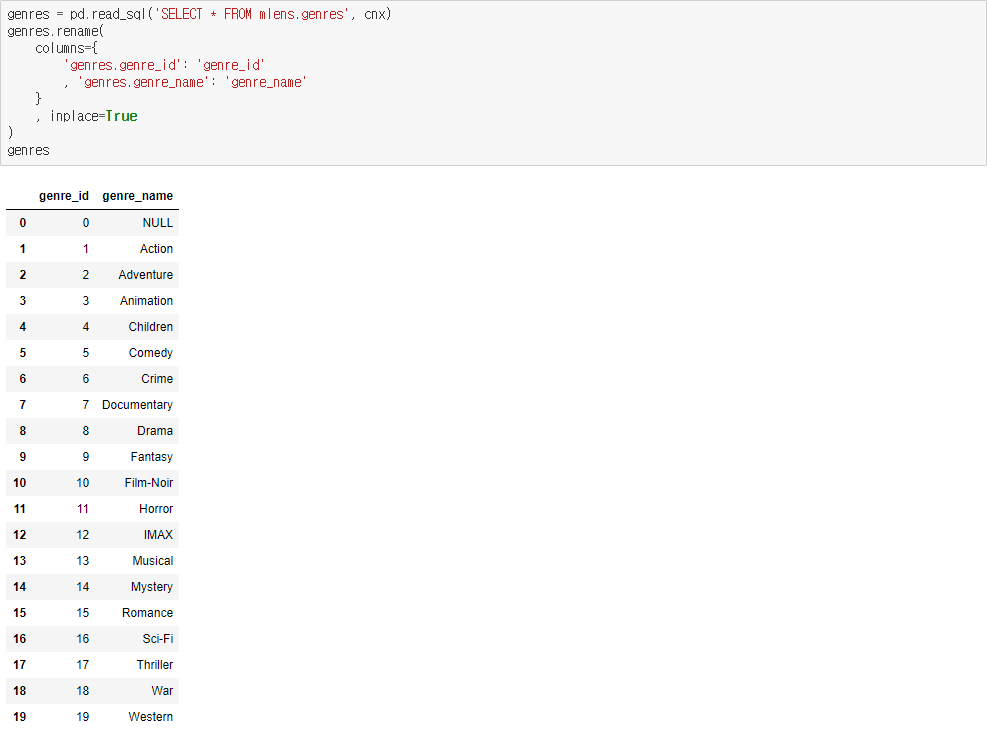 genres = pd.read_sql('SELECT * FROM mlens.genres', cnx)
genres.rename(
    columns={
        'genres.genre_id': 'genre_id'
        , 'genres.genre_name': 'genre_name'
    }
    , inplace=True
)
genres
genre_id genre_name
0 0 NULL
1 1 Action
2 2 Adventure
3 3 Animation
4 4 Children
5 5 Comedy
6 6 Crime
7 7 Documentary
8 8 Drama
9 9 Fantasy
10 10 Film-Noir
11 11 Horror
12 12 IMAX
13 13 Musical
14 14 Mystery
15 15 Romance
16 16 Sci-Fi
17 17 Thriller
18 18 War
19 19 Western